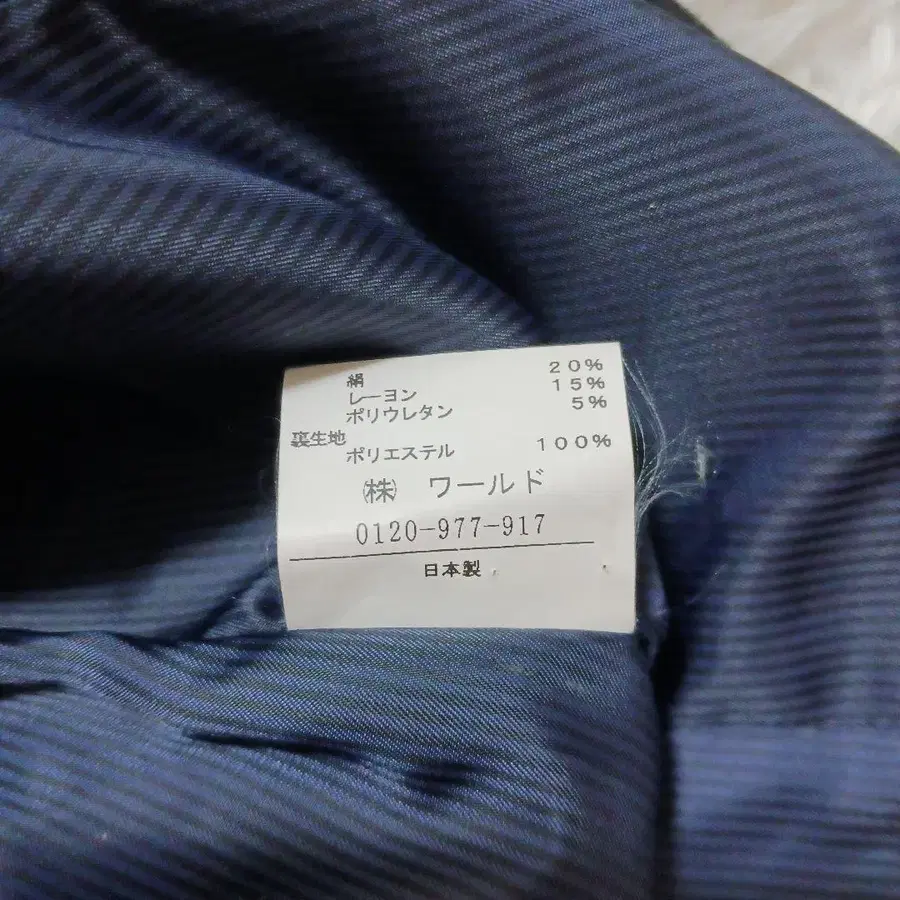 絹 20%
レーヨン 15%
ポリウレタン 5%
裏生地
ポリエステル 100%
㈱ ワールド
0120-977-917
日本製